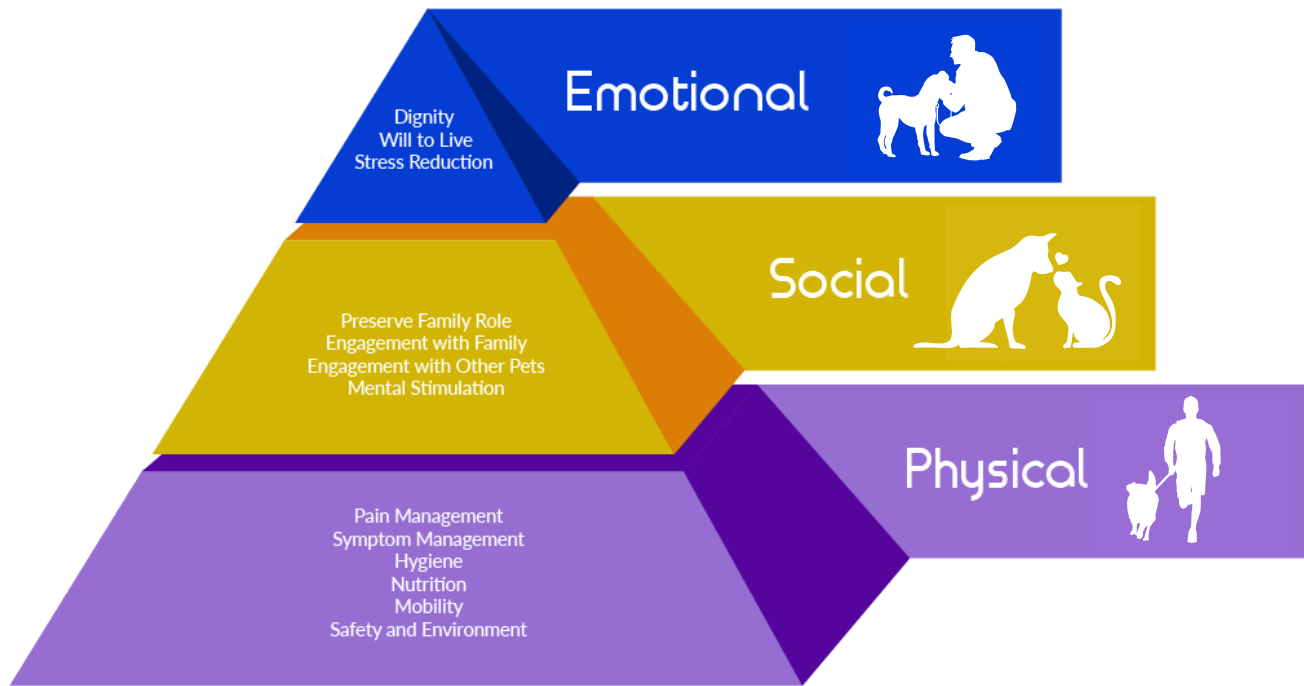 Emotional
Dignity
Will to Live
Stress Reduction
Social
Preserve Family Role
Engagement with Family
Engagement with Other Pets
Mental Stimulation
Physical
Pain Management
Symptom Management
Hygiene
Nutrition
Mobility
Safety and Environment